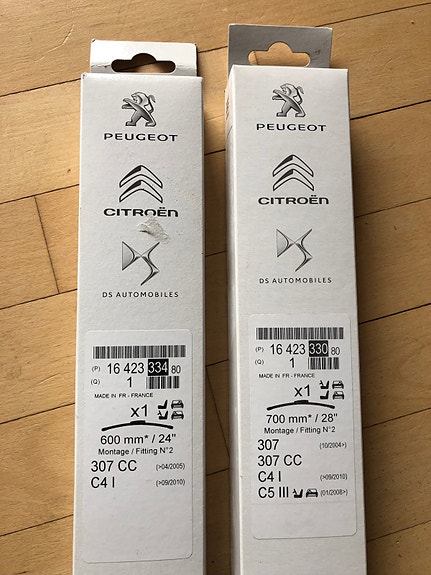 PEUGEOT
CITROËN
DS AUTOMOBILES
(P) 16 423 334 80
(Q) 1
MADE IN FR - FRANCE
x1
600 mm* / 24"
Montage / Fitting N°2
307 CC (>04/2005)
C4 I (>09/2010)
PEUGEOT
CITROËN
DS AUTOMOBILES
(P) 16 423 330 80
(Q) 1
MADE IN FR - FRANCE
x1
700 mm* / 28"
Montage / Fitting N°2
307 (10/2004>)
307 CC
C4 I (>09/2010)
C5 III (01/2008>)